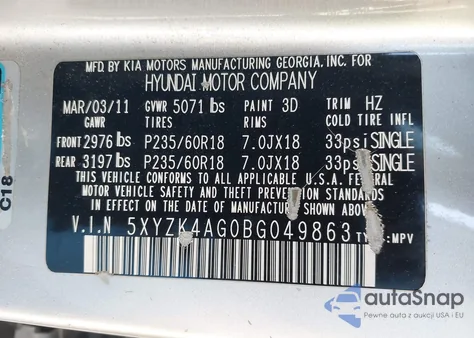 MFD. BY KIA MOTORS MANUFACTURING GEORGIA, INC. FOR
HYUNDAI MOTOR COMPANY
MAR/03/11 GVWR 5071 lbs PAINT 3D TRIM HZ
GAWR TIRES RIMS COLD TIRE INFL
FRONT 2976 lbs P235/60R18 7.0JX18 33psi SINGLE
REAR 3197 lbs P235/60R18 7.0JX18 33psi SINGLE
THIS VEHICLE CONFORMS TO ALL APPLICABLE U.S.A. FEDERAL
MOTOR VEHICLE SAFETY AND THEFT PREVENTION STANDARDS
IN EFFECT ON THE DATE OF MANUFACTURE SHOWN ABOVE.
V.I.N 5XYZK4AG0BG049863 :MPV
C18
autaSnap
Pewne auto z USA i EU